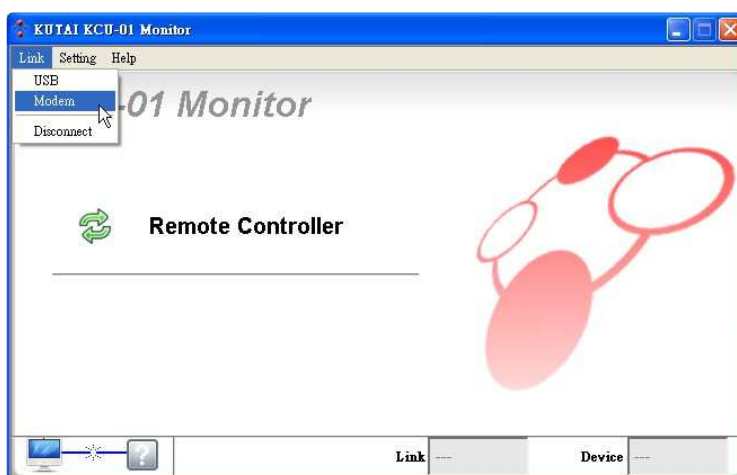 KUTAI KCU-01 Monitor
Link Setting Help
USB
Modem
Disconnect
-01 Monitor
Remote Controller
?
Link ---
Device ---